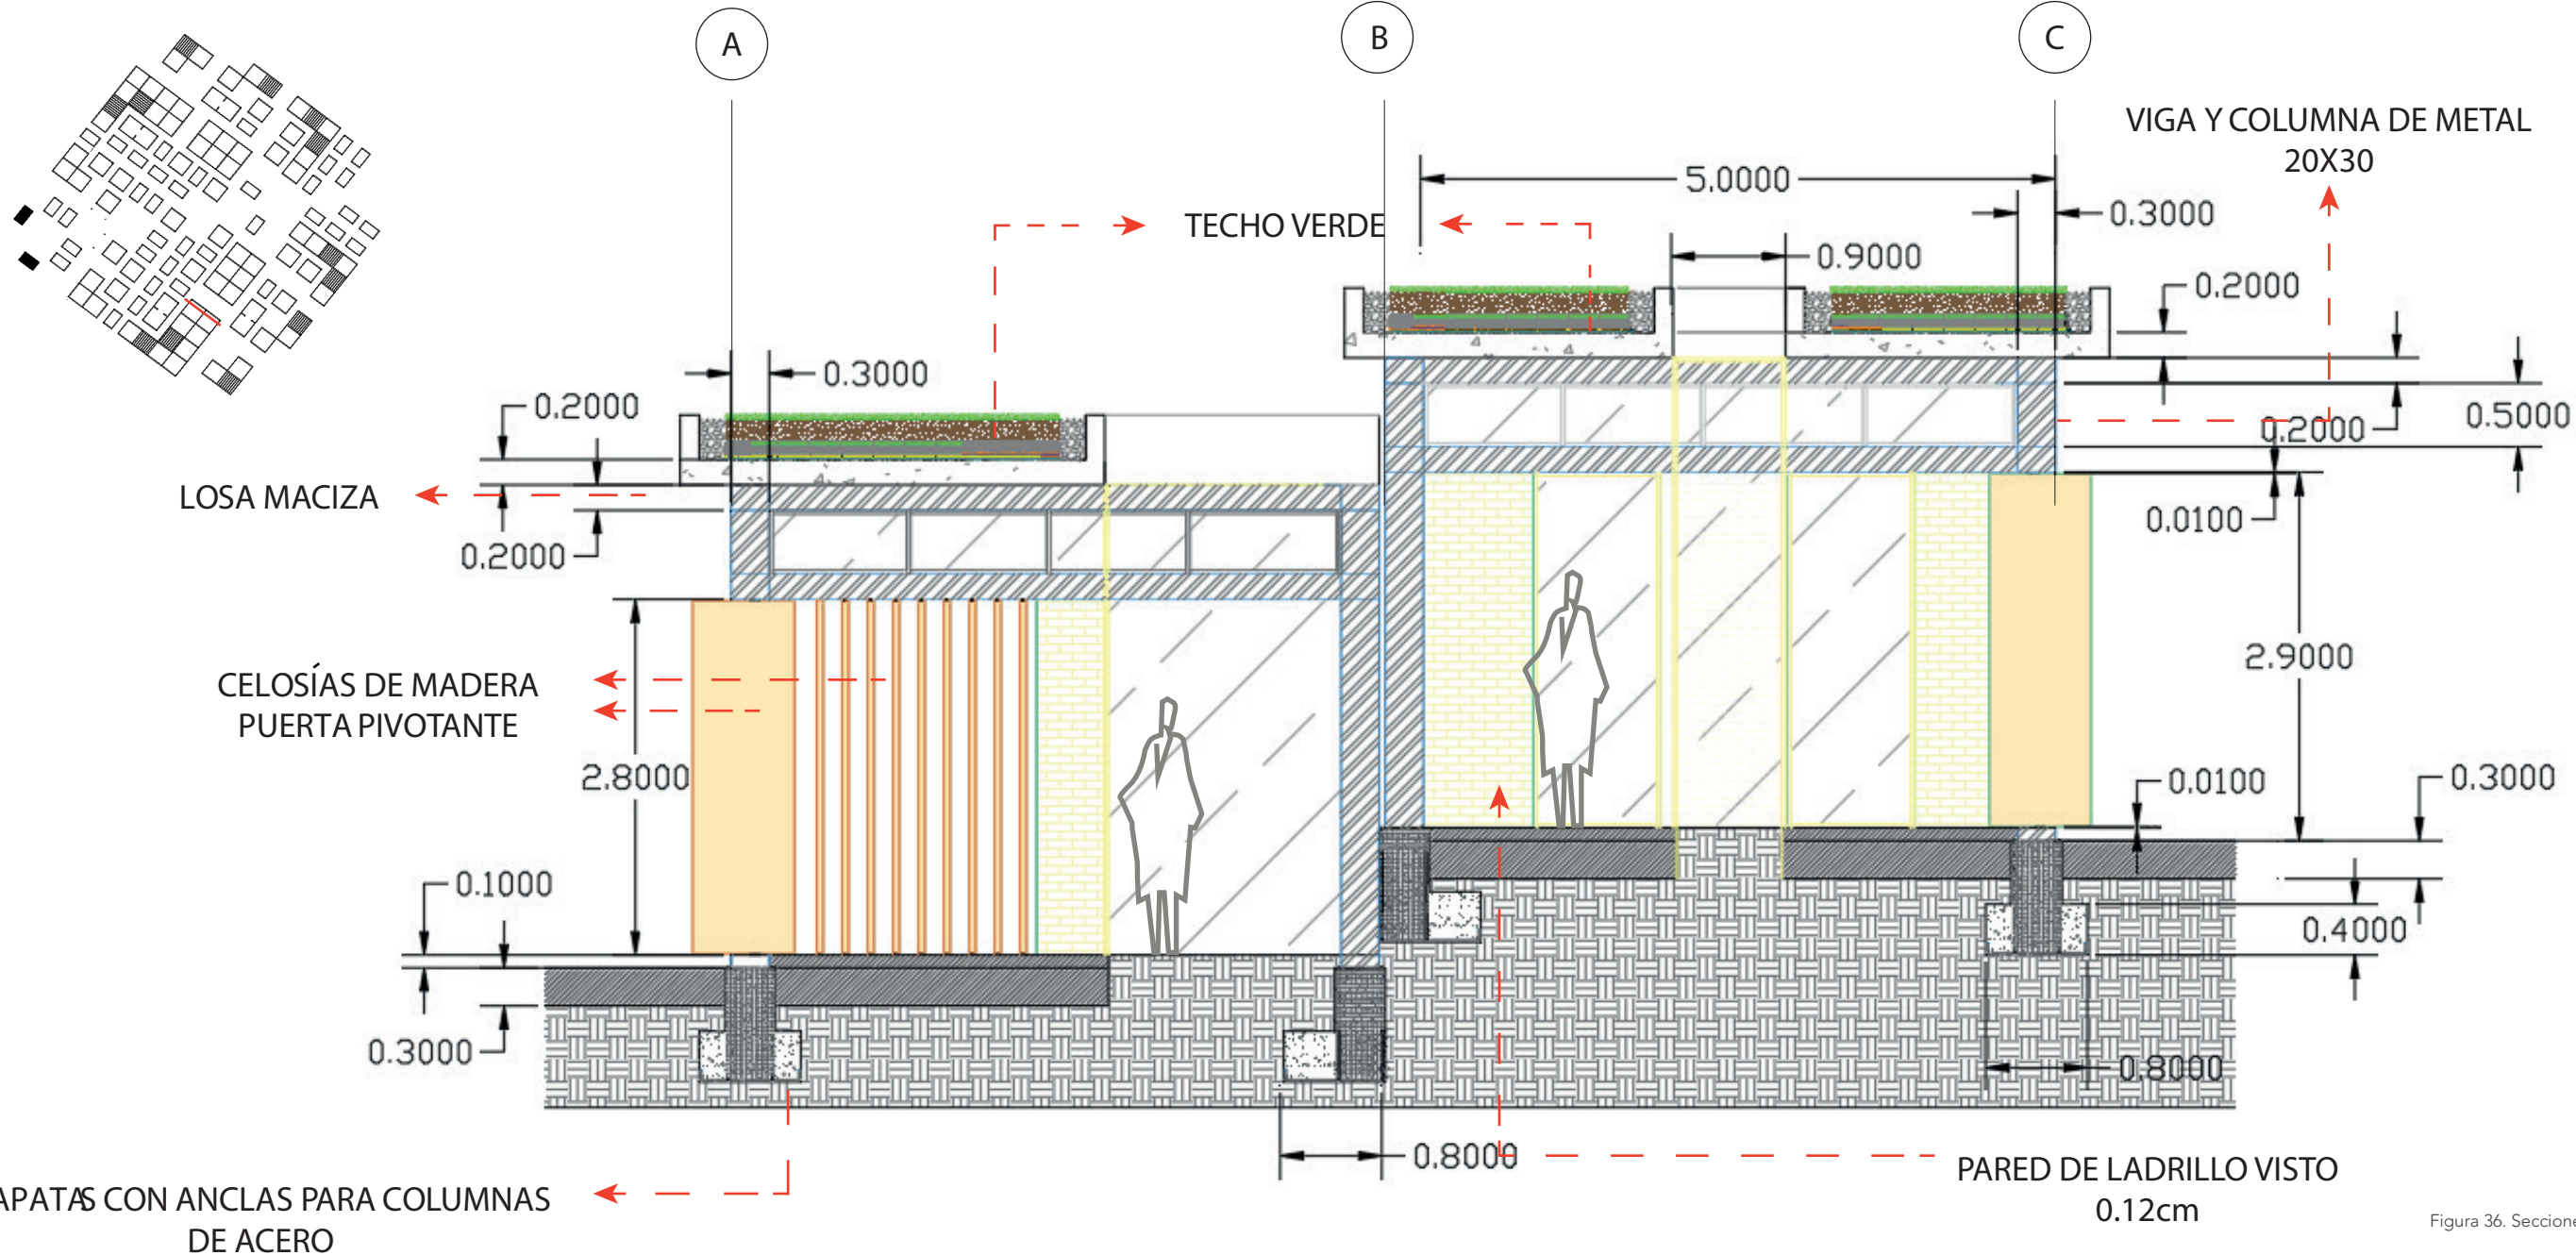 A
B
C
VIGA Y COLUMNA DE METAL
20X30
5.0000
0.3000
TECHO VERDE
0.9000
0.2000
0.3000
0.2000
0.5000
0.2000
LOSA MACIZA
0.2000
0.0100
CELOSÍAS DE MADERA
PUERTA PIVOTANTE
2.9000
2.8000
0.0100
0.3000
0.1000
0.4000
0.3000
0.8000
0.8000
PARED DE LADRILLO VISTO
0.12cm
APATAS CON ANCLAS PARA COLUMNAS
DE ACERO
Figura 36. Seccione